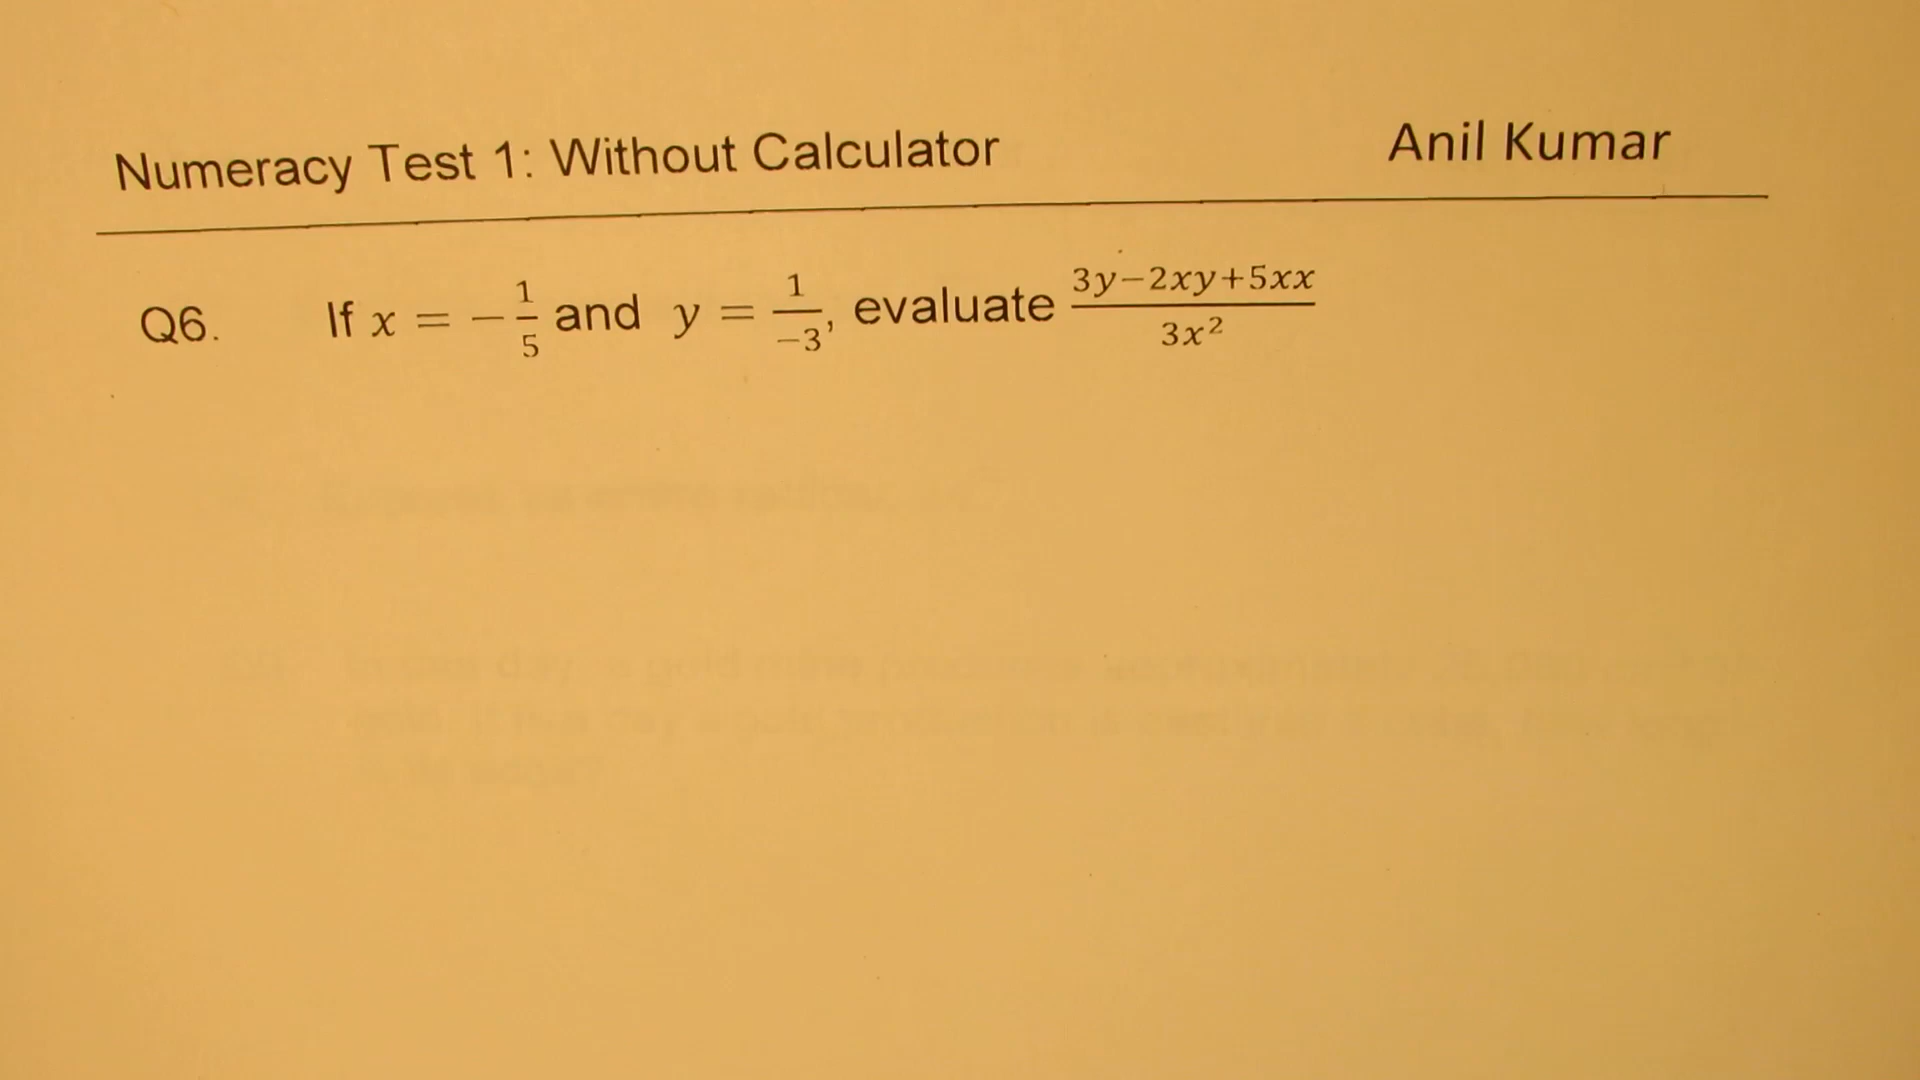 Numeracy Test 1: Without Calculator Anil Kumar
Q6. If x = −1/5 and y = 1/−3, evaluate 3y−2xy+5xx/3x²